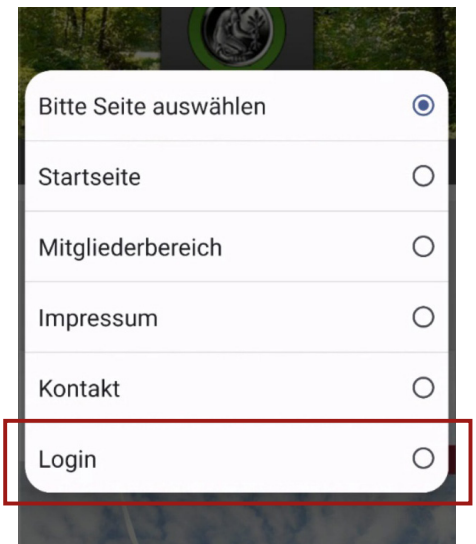 Bitte Seite auswählen
Startseite
Mitgliederbereich
Impressum
Kontakt
Login